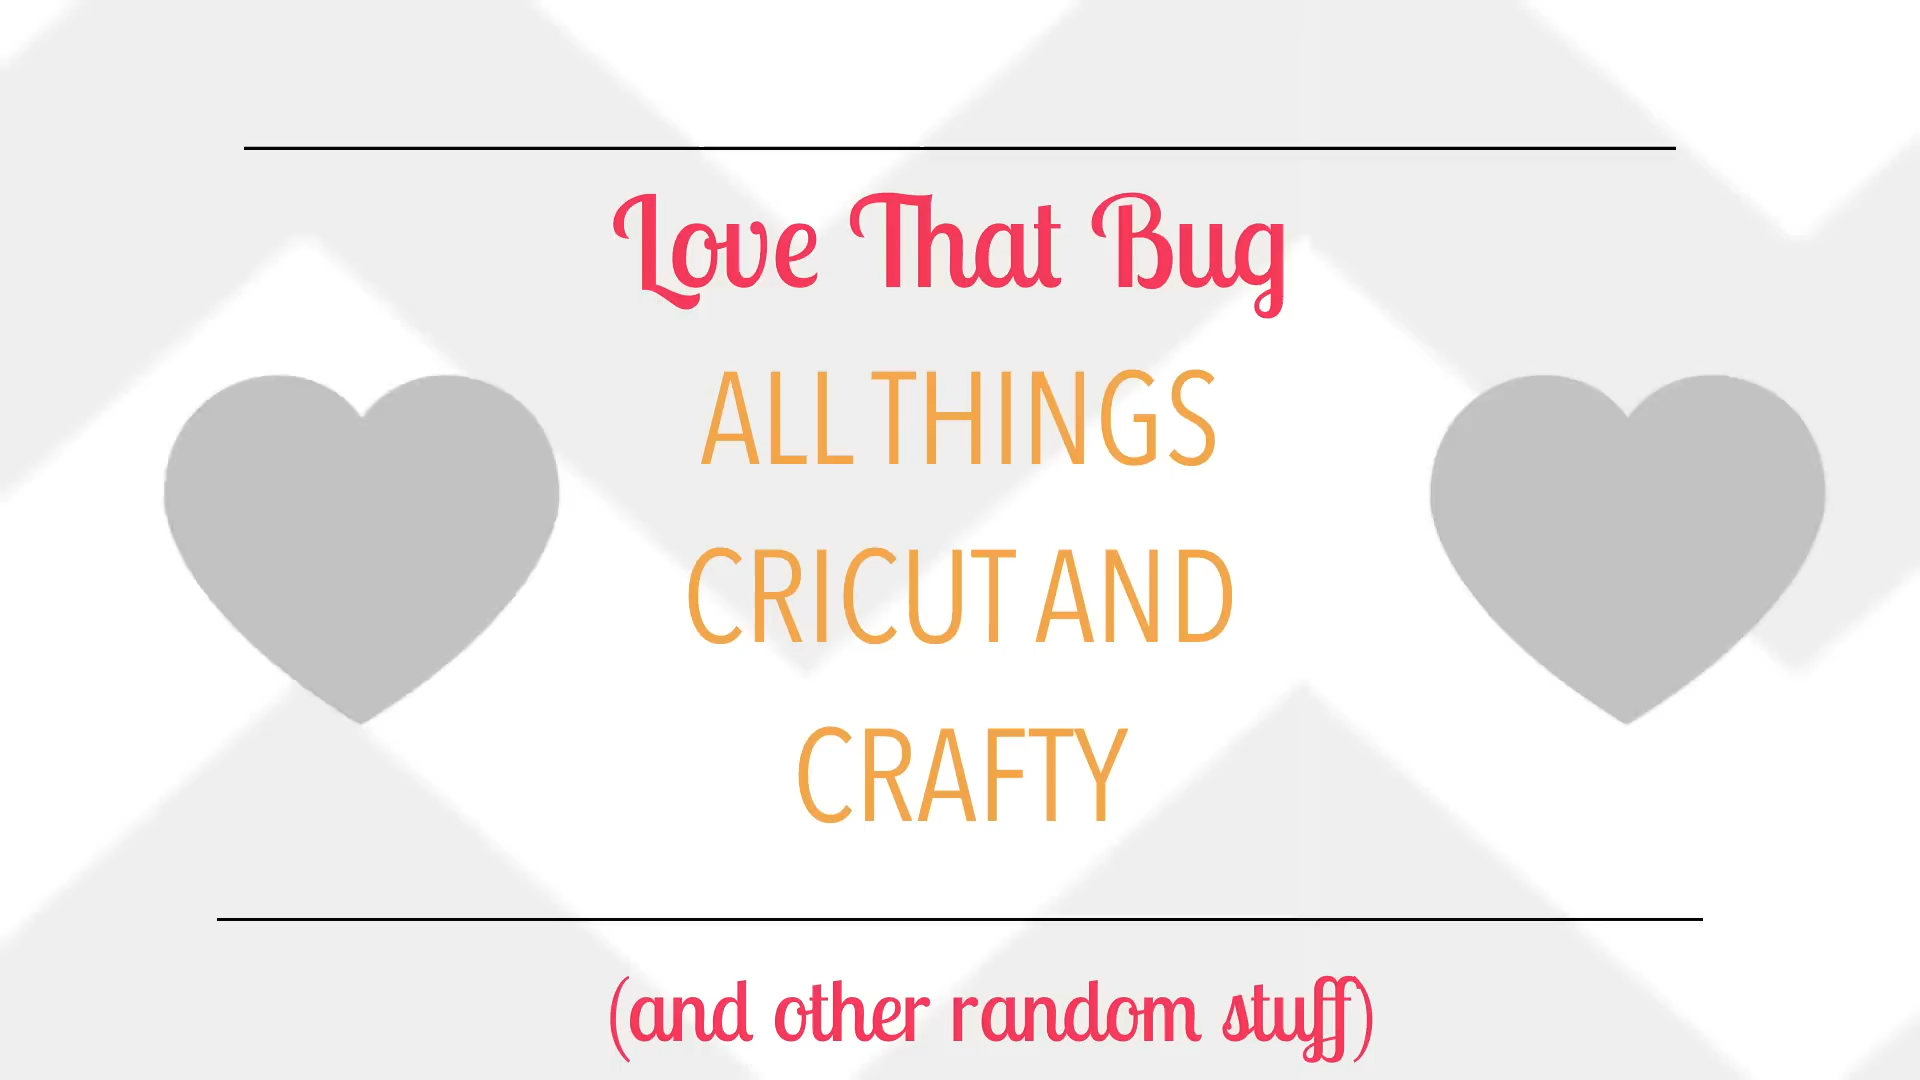 Love That Bug
ALL THINGS
CRICUT AND
CRAFTY
(and other random stuff)